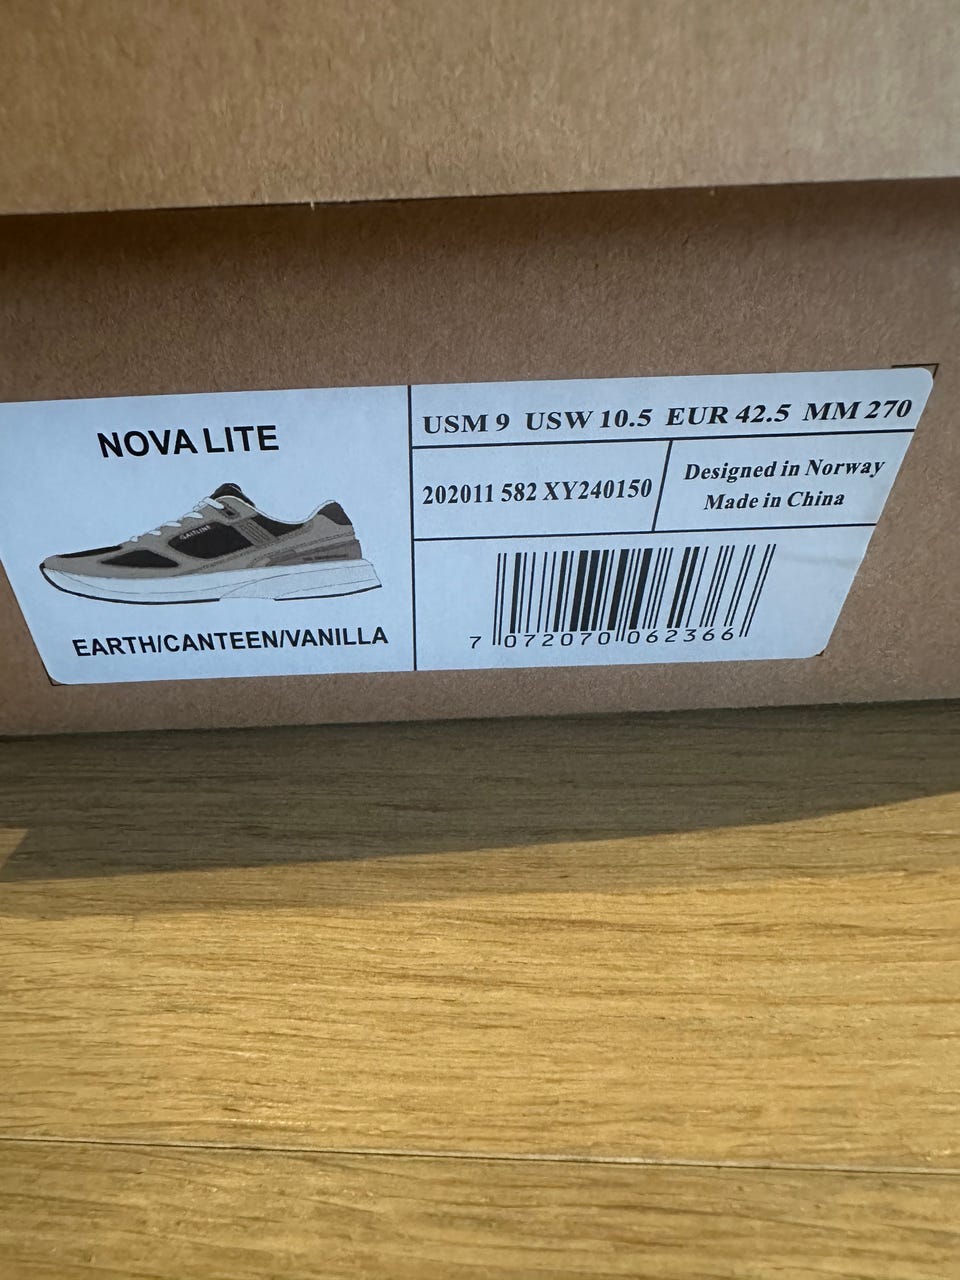 NOVA LITE
GAITLINE
EARTH/CANTEEN/VANILLA
USM 9 USW 10.5 EUR 42.5 MM 270
202011 582 XY240150
Designed in Norway
Made in China
7 072070 062366